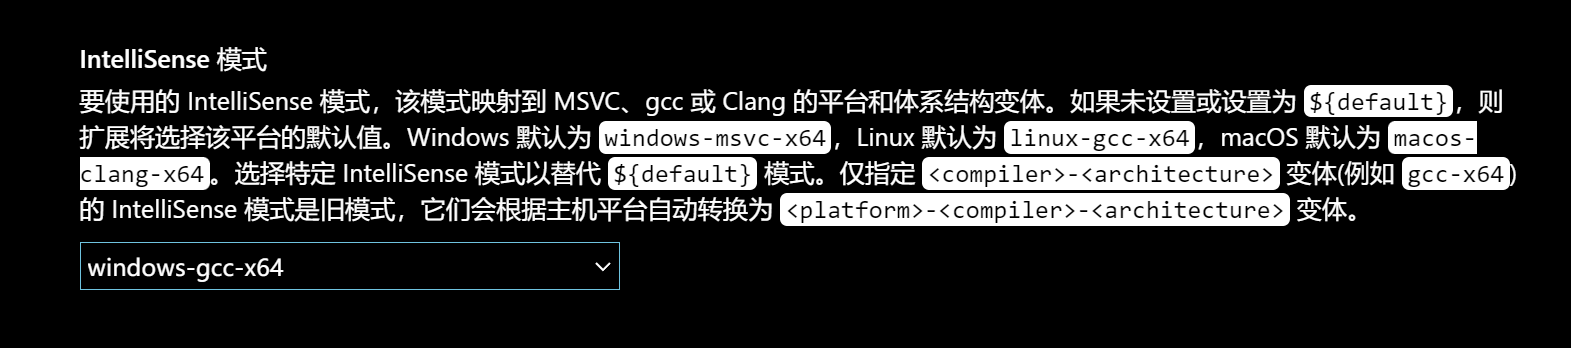 IntelliSense 模式
要使用的 IntelliSense 模式，该模式映射到 MSVC、gcc 或 Clang 的平台和体系结构变体。如果未设置或设置为 ${default}，则
扩展将选择该平台的默认值。Windows 默认为 windows-msvc-x64，Linux 默认为 linux-gcc-x64，macOS 默认为 macos-
clang-x64。选择特定 IntelliSense 模式以替代 ${default} 模式。仅指定 <compiler>-<architecture> 变体(例如 gcc-x64)
的 IntelliSense 模式是旧模式，它们会根据主机平台自动转换为 <platform>-<compiler>-<architecture> 变体。
windows-gcc-x64